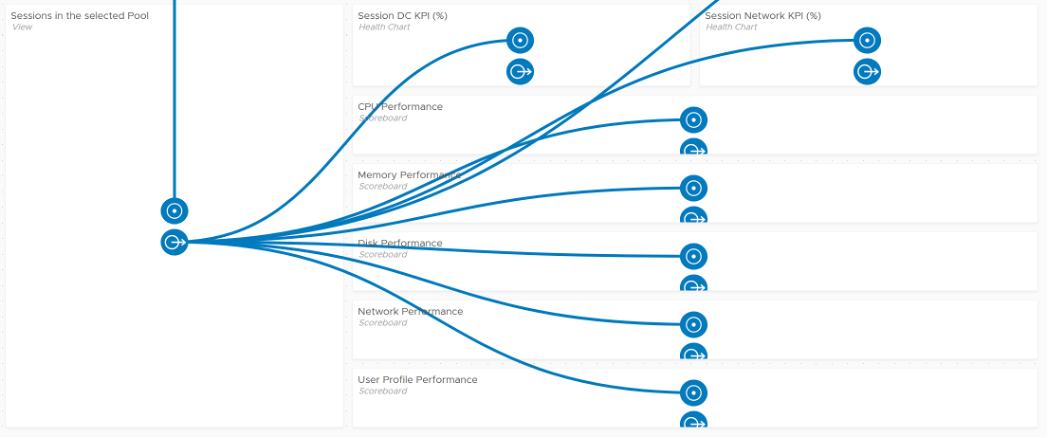 Sessions in the selected Pool
View
Session DC KPI (%)
Health Chart
Session Network KPI (%)
Health Chart
CPU Performance
Scoreboard
Memory Performance
Scoreboard
Disk Performance
Scoreboard
Network Performance
Scoreboard
User Profile Performance
Scoreboard